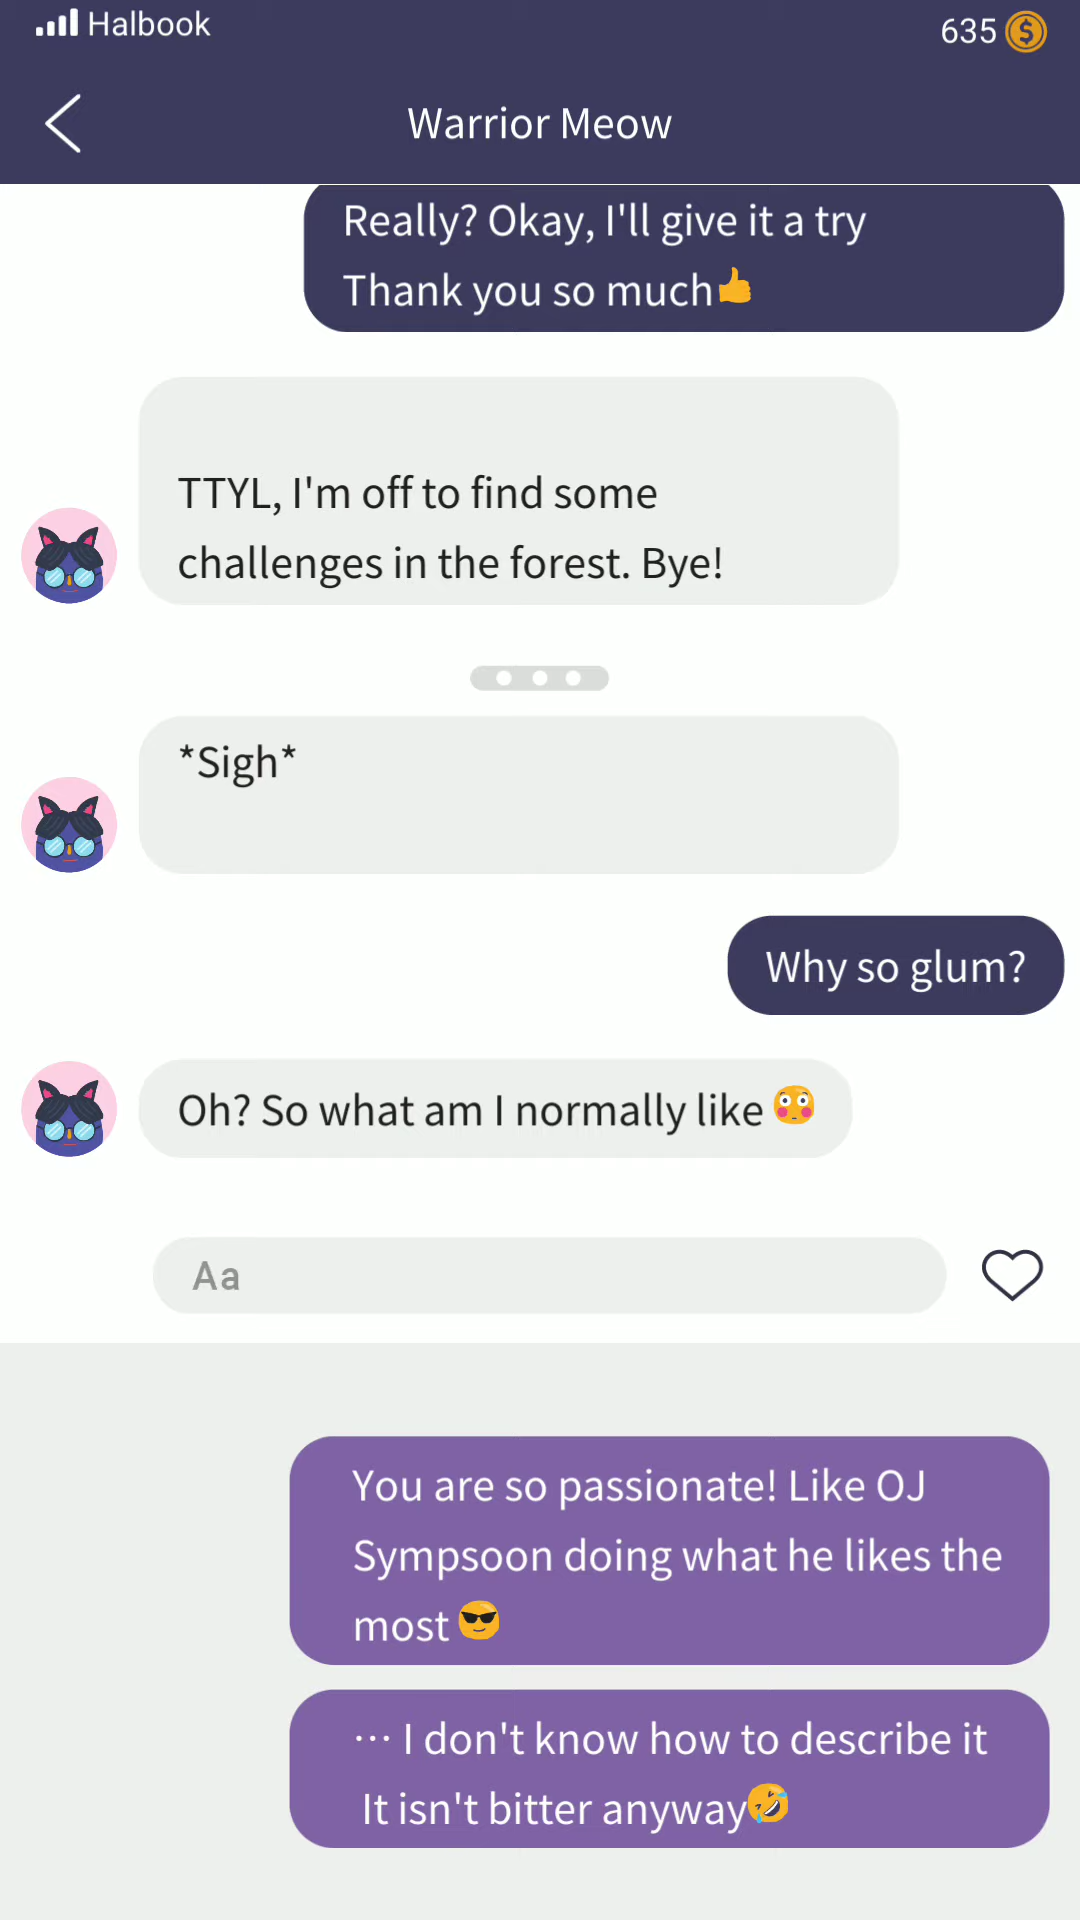 Halbook
635
Warrior Meow
Really? Okay, I'll give it a try
Thank you so much👍
TTYL, I'm off to find some
challenges in the forest. Bye!
*Sigh*
Why so glum?
Oh? So what am I normally like😳
Aa
You are so passionate! Like OJ
Sympsoon doing what he likes the
most😎
··· I don't know how to describe it
It isn't bitter anyway🤣